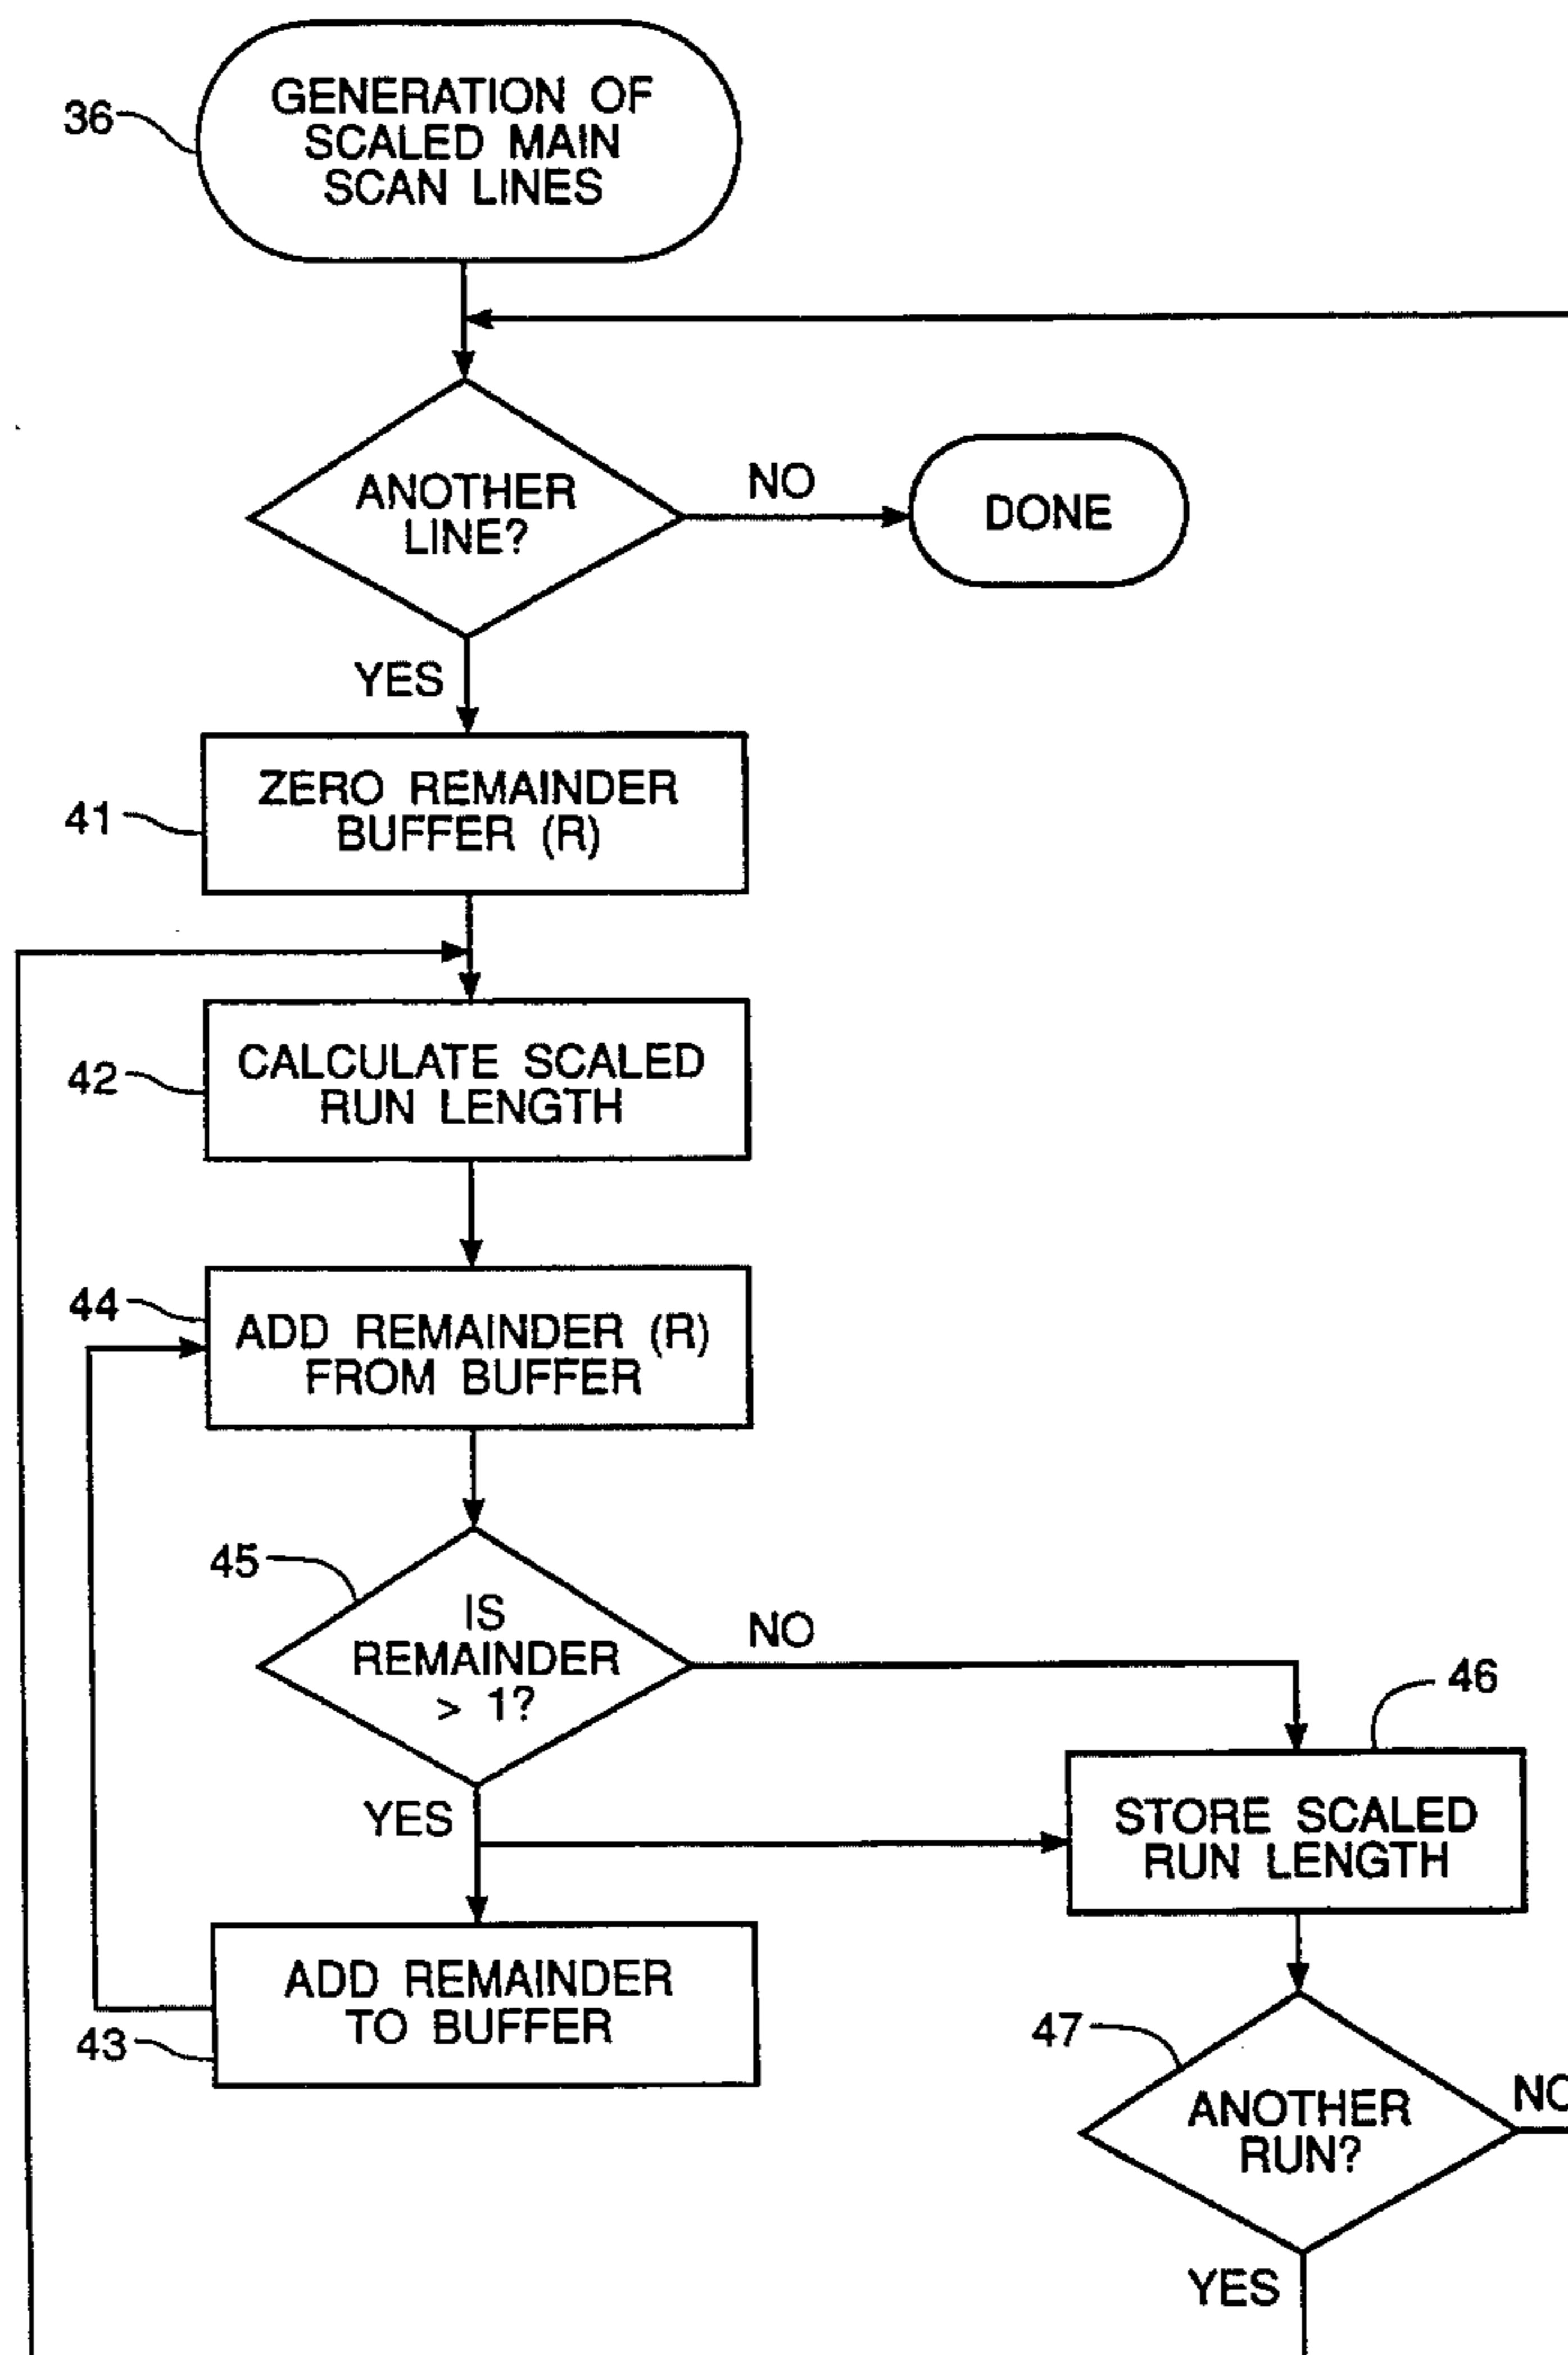 36
GENERATION OF
SCALED MAIN
SCAN LINES
ANOTHER
LINE?
NO
DONE
YES
41
ZERO REMAINDER
BUFFER (R)
42
CALCULATE SCALED
RUN LENGTH
44
ADD REMAINDER (R)
FROM BUFFER
45
IS
REMAINDER
> 1?
NO
46
YES
STORE SCALED
RUN LENGTH
ADD REMAINDER
TO BUFFER
43
47
ANOTHER
RUN?
NO
YES